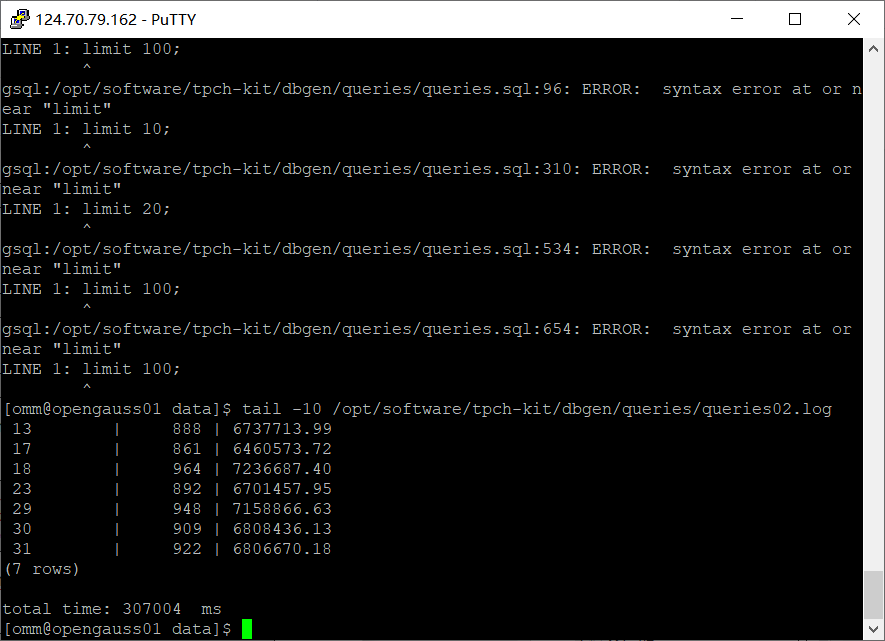 124.70.79.162 - PuTTY
LINE 1: limit 100;
^
gsql:/opt/software/tpch-kit/dbgen/queries/queries.sql:96: ERROR:  syntax error at or n
ear "limit"
LINE 1: limit 10;
^
gsql:/opt/software/tpch-kit/dbgen/queries/queries.sql:310: ERROR:  syntax error at or
near "limit"
LINE 1: limit 20;
^
gsql:/opt/software/tpch-kit/dbgen/queries/queries.sql:534: ERROR:  syntax error at or
near "limit"
LINE 1: limit 100;
^
gsql:/opt/software/tpch-kit/dbgen/queries/queries.sql:654: ERROR:  syntax error at or
near "limit"
LINE 1: limit 100;
^
[omm@opengauss01 data]$ tail -10 /opt/software/tpch-kit/dbgen/queries/queries02.log
13        |     888 | 6737713.99
17        |     861 | 6460573.72
18        |     964 | 7236687.40
23        |     892 | 6701457.95
29        |     948 | 7158866.63
30        |     909 | 6808436.13
31        |     922 | 6806670.18
(7 rows)
total time: 307004  ms
[omm@opengauss01 data]$